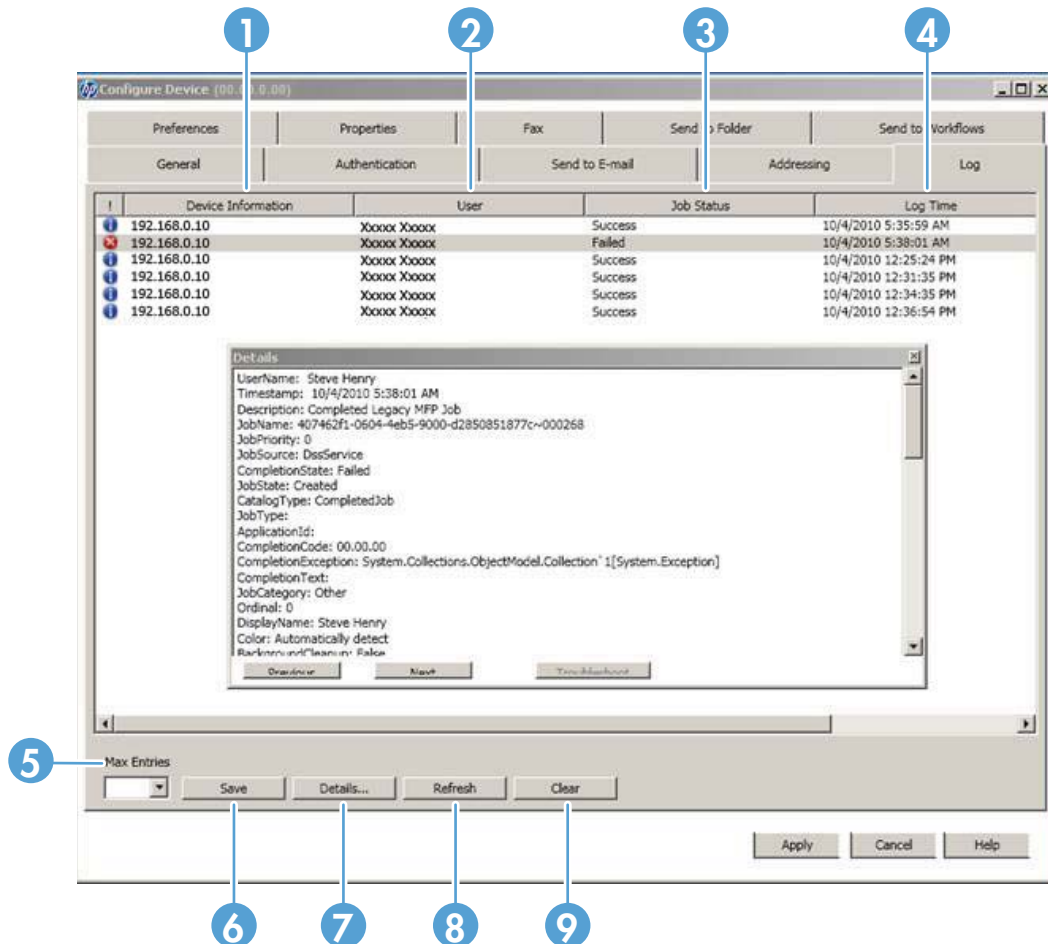 1 2 3 4
hp Configure Device (00.0 .0.00)
Preferences Properties Fax Send to Folder Send to Workflows
General Authentication Send to E-mail Addressing Log
! Device Information User Job Status Log Time
192.168.0.10 Xxxxx Xxxxx Success 10/4/2010 5:35:59 AM
192.168.0.10 Xxxxx Xxxxx Failed 10/4/2010 5:38:01 AM
192.168.0.10 Xxxxx Xxxxx Success 10/4/2010 12:25:24 PM
192.168.0.10 Xxxxx Xxxxx Success 10/4/2010 12:31:35 PM
192.168.0.10 Xxxxx Xxxxx Success 10/4/2010 12:34:35 PM
192.168.0.10 Xxxxx Xxxxx Success 10/4/2010 12:36:54 PM
Details
UserName: Steve Henry
Timestamp: 10/4/2010 5:38:01 AM
Description: Completed Legacy MFP Job
JobName: 407462f1-0604-4eb5-9000-d2850851877c~000268
JobPriority: 0
JobSource: DssService
CompletionState: Failed
JobState: Created
CatalogType: CompletedJob
JobType:
ApplicationId:
CompletionCode: 00.00.00
CompletionException: System.Collections.ObjectModel.Collection`1[System.Exception]
CompletionText:
JobCategory: Other
Ordinal: 0
DisplayName: Steve Henry
Color: Automatically detect
BackgroundCleanup: False
Previous Next Troubleshoot
5 Max Entries
Save Details... Refresh Clear
Apply Cancel Help
6 7 8 9